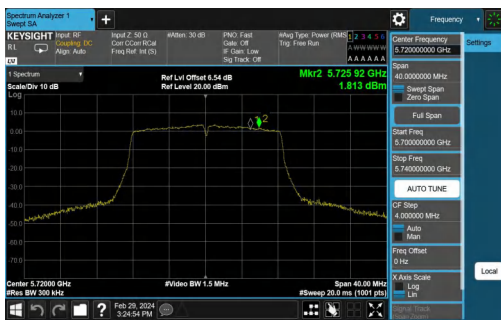 Spectrum Analyzer 1
Swept SA
+
Frequency
KEYSIGHT
Input: RF
Input Z: 50 Ω
#Atten: 30 dB
PNO: Fast
#Avg Type: Power (RMS)
1 2 3 4 5 6
RL
Coupling: DC
Corr CCorr RCal
Gate: Off
Trig: Free Run
Align: Auto
Freq Ref: Int (S)
IF Gain: Low
A W W W W W
Sig Track: Off
A A A A A A
LVI
1 Spectrum
Ref Lvl Offset 6.54 dB
Mkr2 5.725 92 GHz
Scale/Div 10 dB
Ref Level 20.00 dBm
1.813 dBm
Log
10.0
0.00
-10.0
-20.0
-30.0
-40.0
-50.0
-60.0
-70.0
2
Center 5.72000 GHz
#Video BW 1.5 MHz
Span 40.00 MHz
#Res BW 300 kHz
#Sweep 20.0 ms (1001 pts)
Feb 29, 2024
3:24:54 PM
?
Center Frequency
5.720000000 GHz
Settings
Span
40.0000000 MHz
Swept Span
Zero Span
Full Span
Start Freq
5.700000000 GHz
Stop Freq
5.740000000 GHz
AUTO TUNE
CF Step
4.000000 MHz
Auto
Man
Freq Offset
0 Hz
X Axis Scale
Log
Lin
Local
Signal Track